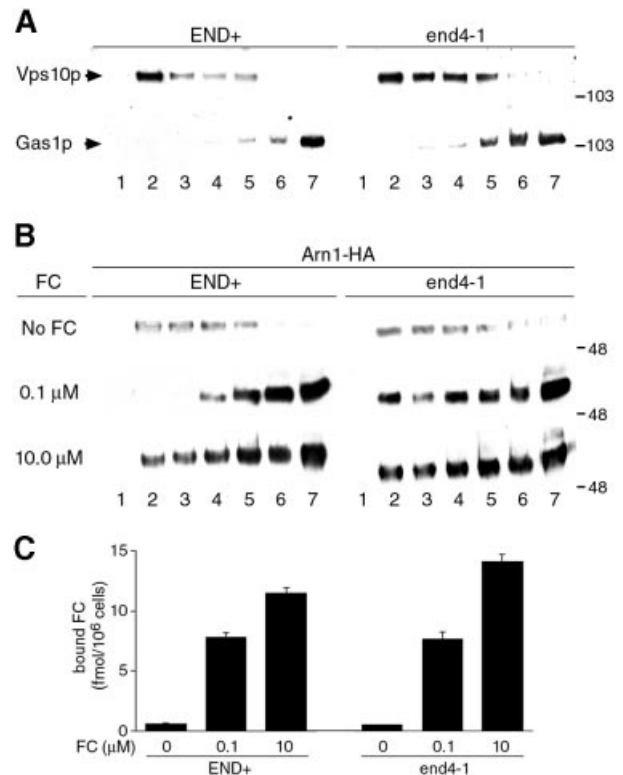 A
END+ end4-1
Vps10p
–103
Gas1p
–103
1 2 3 4 5 6 7 1 2 3 4 5 6 7
B
Arn1-HA
FC END+ end4-1
No FC
–48
0.1 μM
–48
10.0 μM
–48
1 2 3 4 5 6 7 1 2 3 4 5 6 7
C
15
10
5
0
bound FC
(fmol/10⁶ cells)
FC (μM) 0 0.1 10 0 0.1 10
END+ end4-1